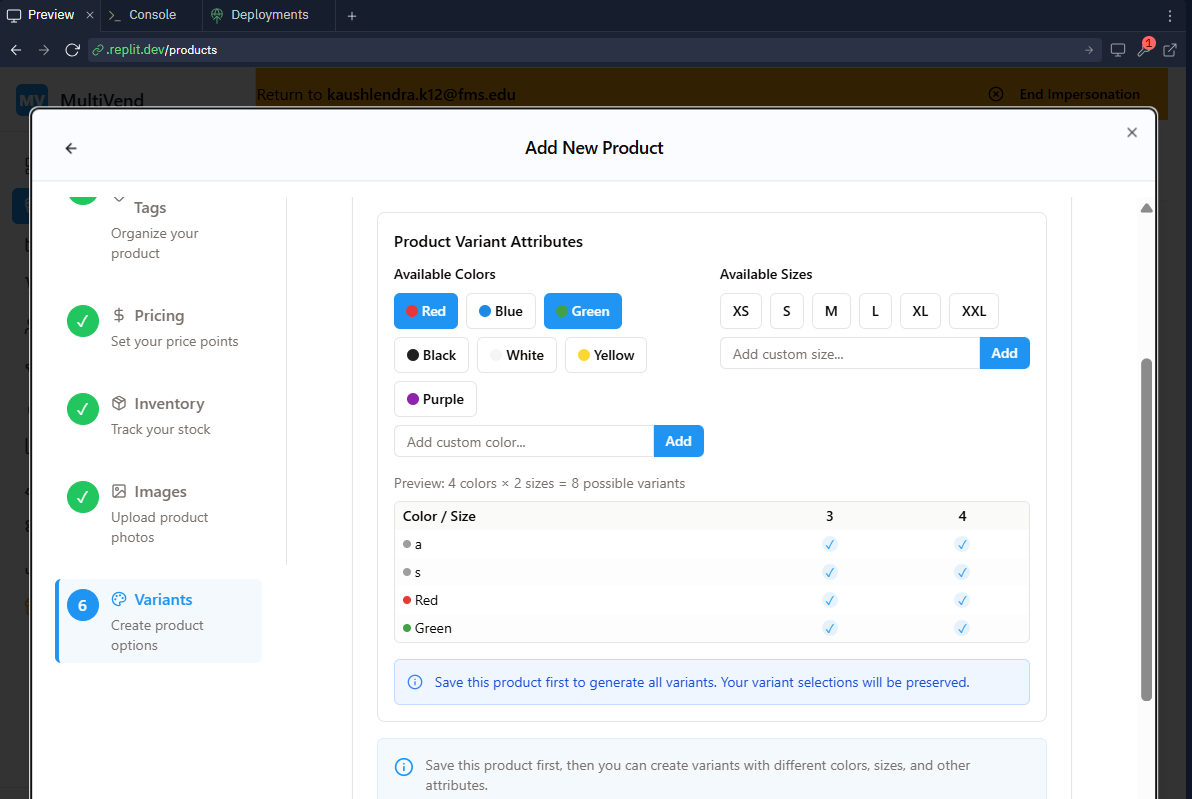 Preview
Console
Deployments
.replit.dev/products
1
MV
MultiVend
Return to kaushlendra.k12@fms.edu
End Impersonation
Add New Product
Tags
Organize your
product
Pricing
Set your price points
Inventory
Track your stock
Images
Upload product
photos
6
Variants
Create product
options
Product Variant Attributes
Available Colors
Red
Blue
Green
Black
White
Yellow
Purple
Add custom color...
Add
Available Sizes
XS
S
M
L
XL
XXL
Add custom size...
Add
Preview: 4 colors × 2 sizes = 8 possible variants
Color / Size 3 4
a
s
Red
Green
Save this product first to generate all variants. Your variant selections will be preserved.
Save this product first, then you can create variants with different colors, sizes, and other
attributes.